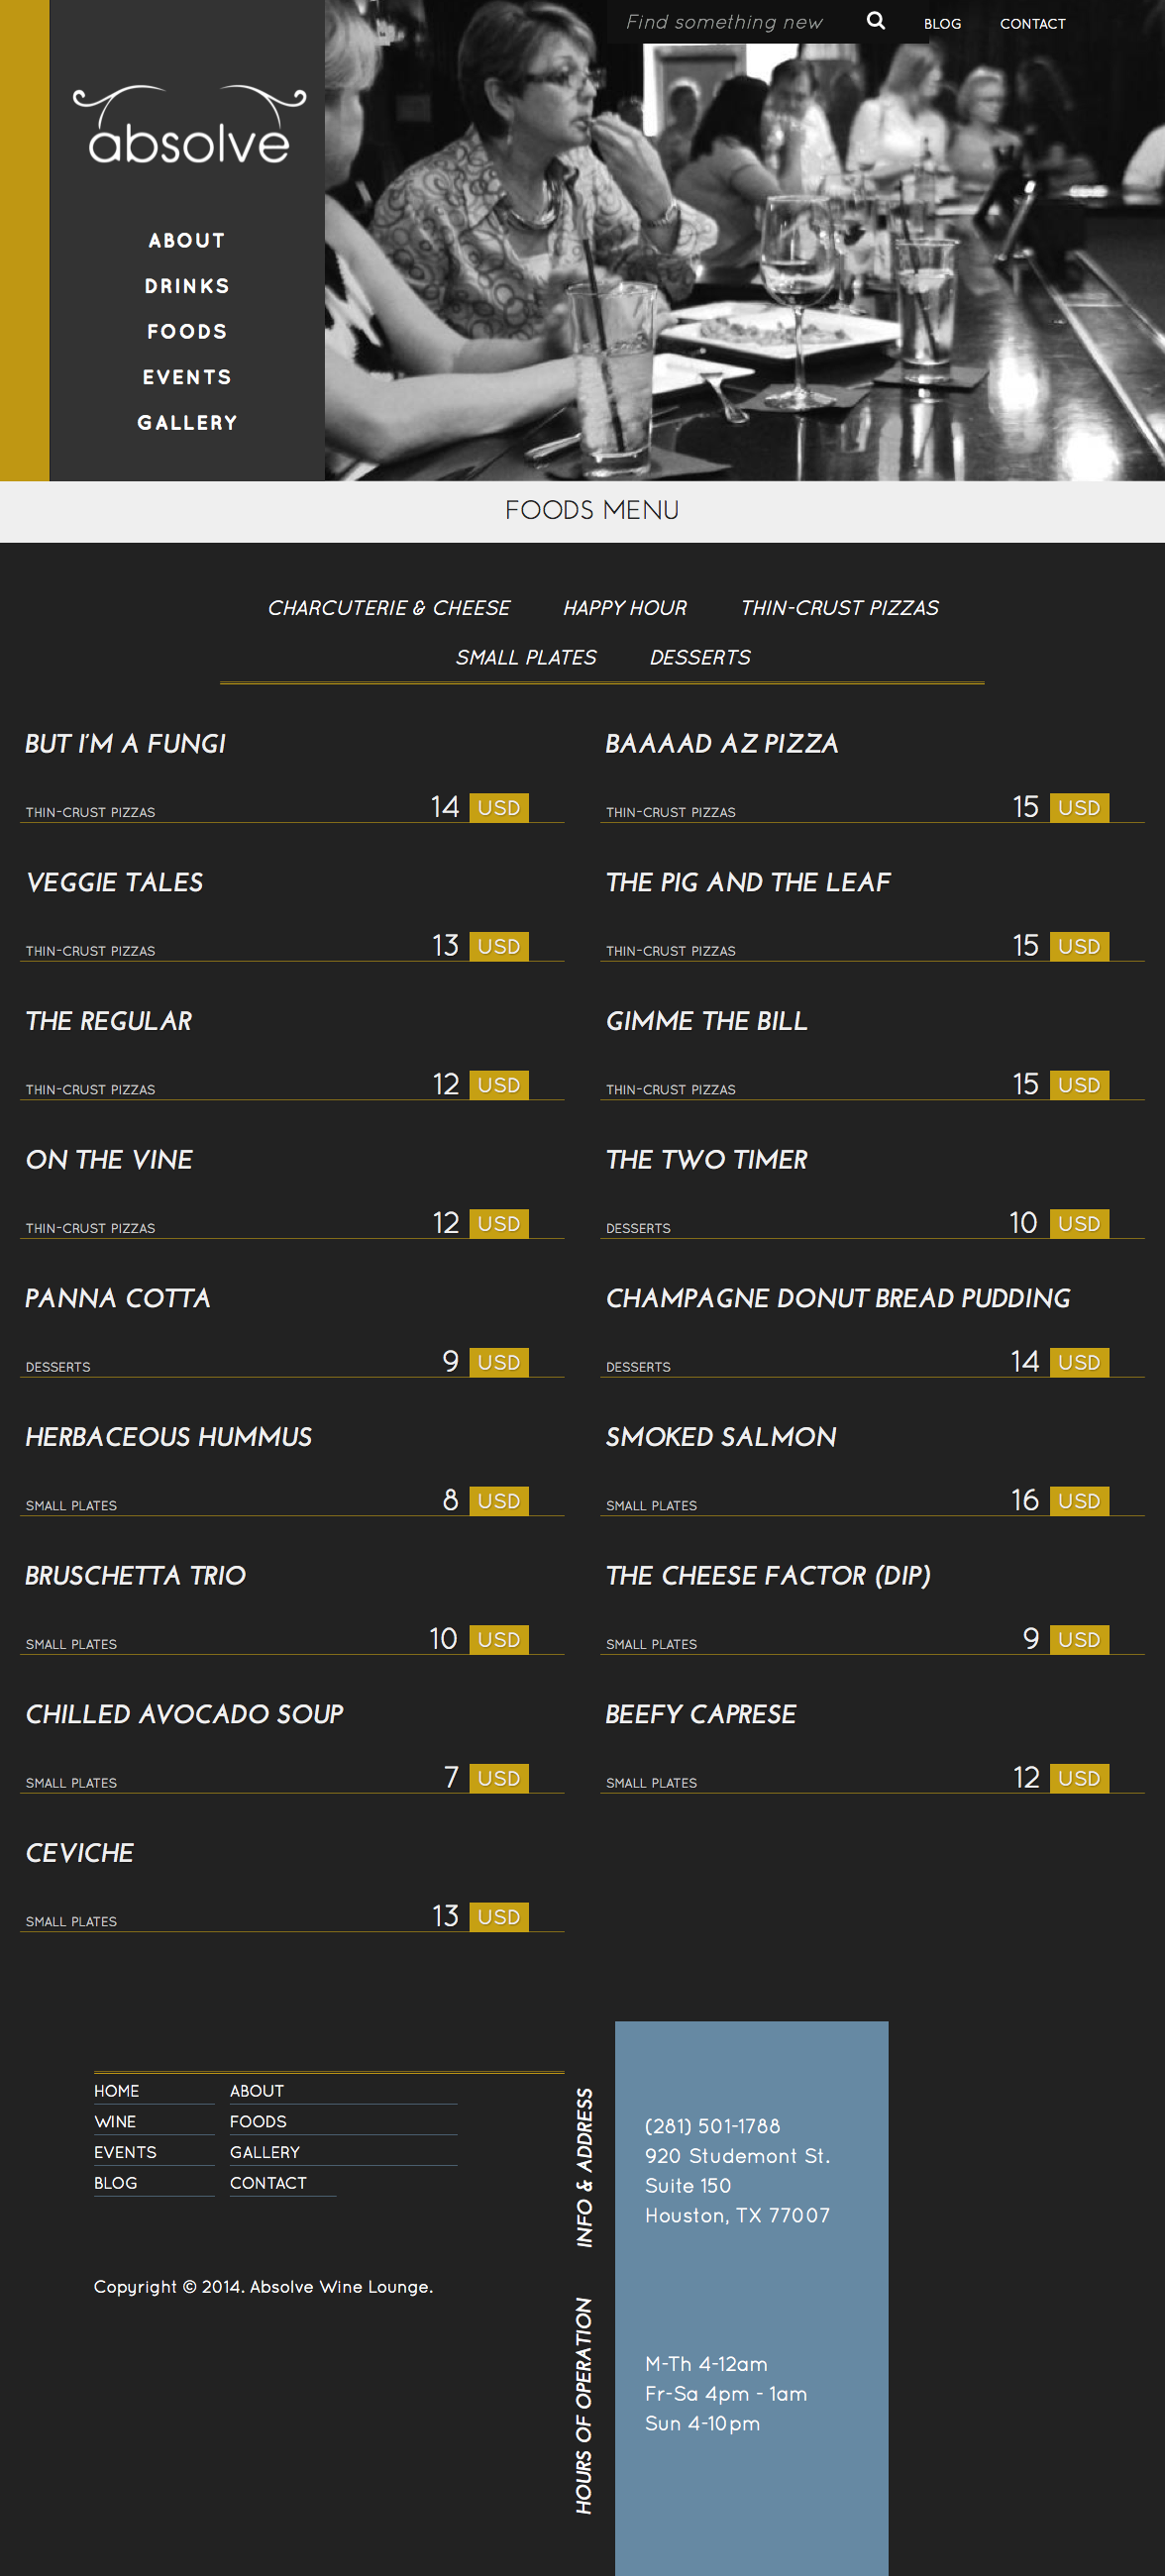 Find something new
BLOG
CONTACT
absolve
ABOUT
DRINKS
FOODS
EVENTS
GALLERY
FOODS MENU
CHARCUTERIE & CHEESE
HAPPY HOUR
THIN-CRUST PIZZAS
SMALL PLATES
DESSERTS
BUT I'M A FUNGI
THIN-CRUST PIZZAS 14 USD
BAAAAD AZ PIZZA
THIN-CRUST PIZZAS 15 USD
VEGGIE TALES
THIN-CRUST PIZZAS 13 USD
THE PIG AND THE LEAF
THIN-CRUST PIZZAS 15 USD
THE REGULAR
THIN-CRUST PIZZAS 12 USD
GIMME THE BILL
THIN-CRUST PIZZAS 15 USD
ON THE VINE
THIN-CRUST PIZZAS 12 USD
THE TWO TIMER
DESSERTS 10 USD
PANNA COTTA
DESSERTS 9 USD
CHAMPAGNE DONUT BREAD PUDDING
DESSERTS 14 USD
HERBACEOUS HUMMUS
SMALL PLATES 8 USD
SMOKED SALMON
SMALL PLATES 16 USD
BRUSCHETTA TRIO
SMALL PLATES 10 USD
THE CHEESE FACTOR (DIP)
SMALL PLATES 9 USD
CHILLED AVOCADO SOUP
SMALL PLATES 7 USD
BEEFY CAPRESE
SMALL PLATES 12 USD
CEVICHE
SMALL PLATES 13 USD
HOME
ABOUT
WINE
FOODS
EVENTS
GALLERY
BLOG
CONTACT
Copyright © 2014. Absolve Wine Lounge.
INFO & ADDRESS
(281) 501-1788
920 Studemont St.
Suite 150
Houston, TX 77007
HOURS OF OPERATION
M-Th 4-12am
Fr-Sa 4pm - 1am
Sun 4-10pm